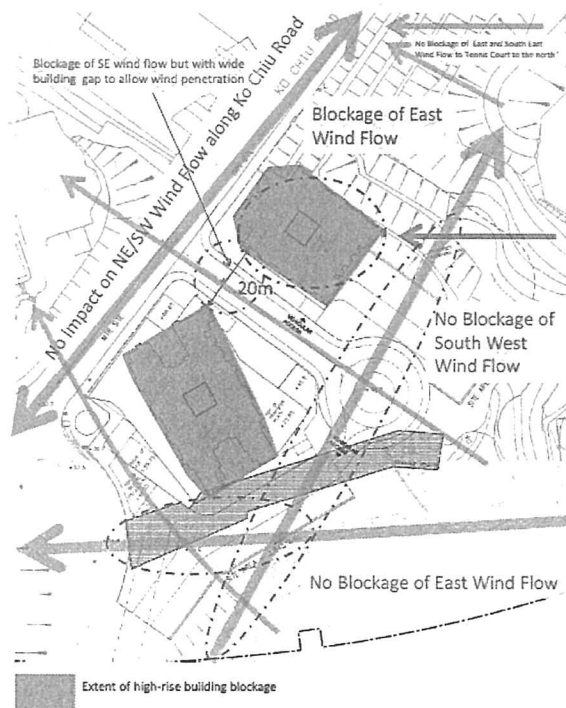 No Blockage of East and South East
Wind Flow to Tennis Court to the north
Blockage of SE wind flow but with wide
building gap to allow wind penetration
KO CHIU
Blockage of East
Wind Flow
No Impact on NE/SW Wind Flow along Ko Chiu Road
20m
No Blockage of
South West
Wind Flow
No Blockage of East Wind Flow
Extent of high-rise building blockage